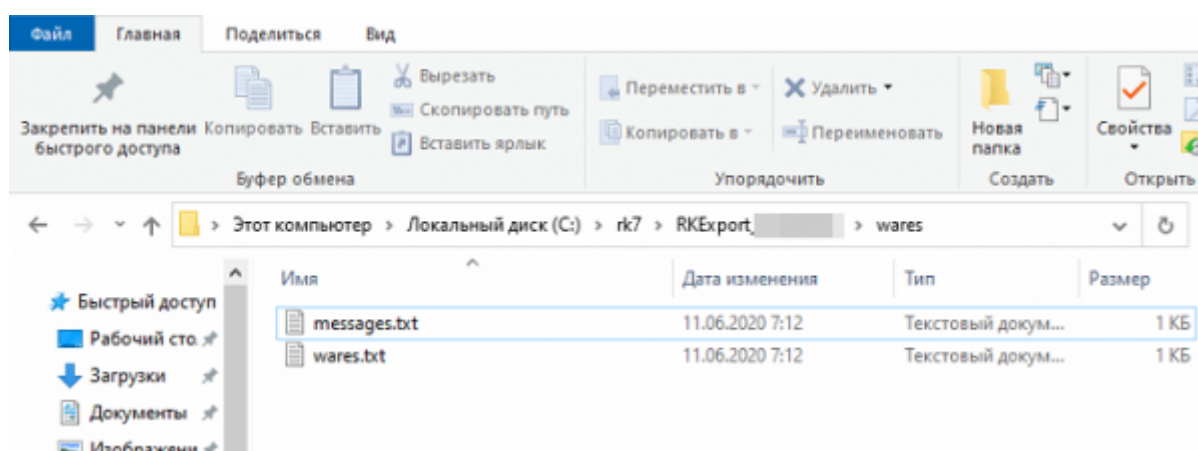 Файл Главная Поделиться Вид
Вырезать
Скопировать путь
Вставить ярлык
Закрепить на панели быстрого доступа
Копировать
Вставить
Буфер обмена
Переместить в
Удалить
Копировать в
Переименовать
Упорядочить
Новая папка
Создать
Свойства
Открыть
Этот компьютер > Локальный диск (C:) > rk7 > RKExport_ > wares
Имя Дата изменения Тип Размер
Быстрый доступ
Рабочий сто.
Загрузки
Документы
Изображени
messages.txt 11.06.2020 7:12 Текстовый докум... 1 КБ
wares.txt 11.06.2020 7:12 Текстовый докум... 1 КБ